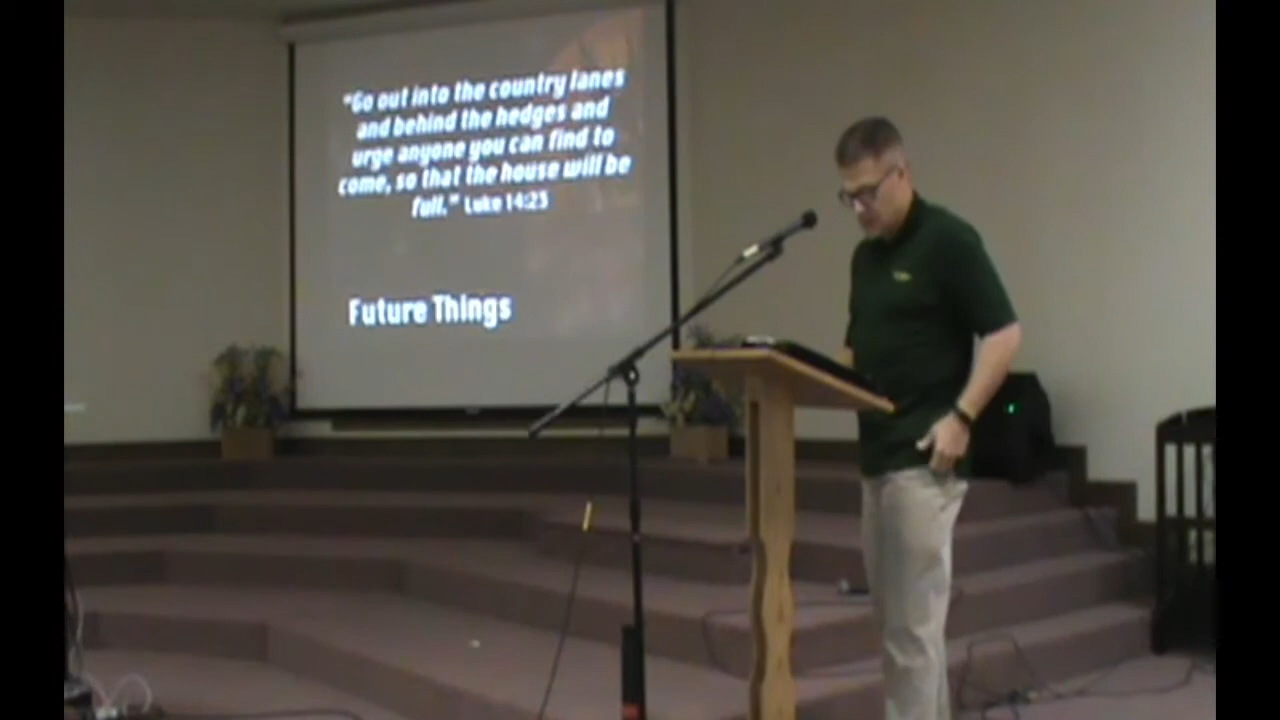 "Go out into the country lanes
and behind the hedges and
urge anyone you can find to
come, so that the house will be
full." Luke 14:23
Future Things